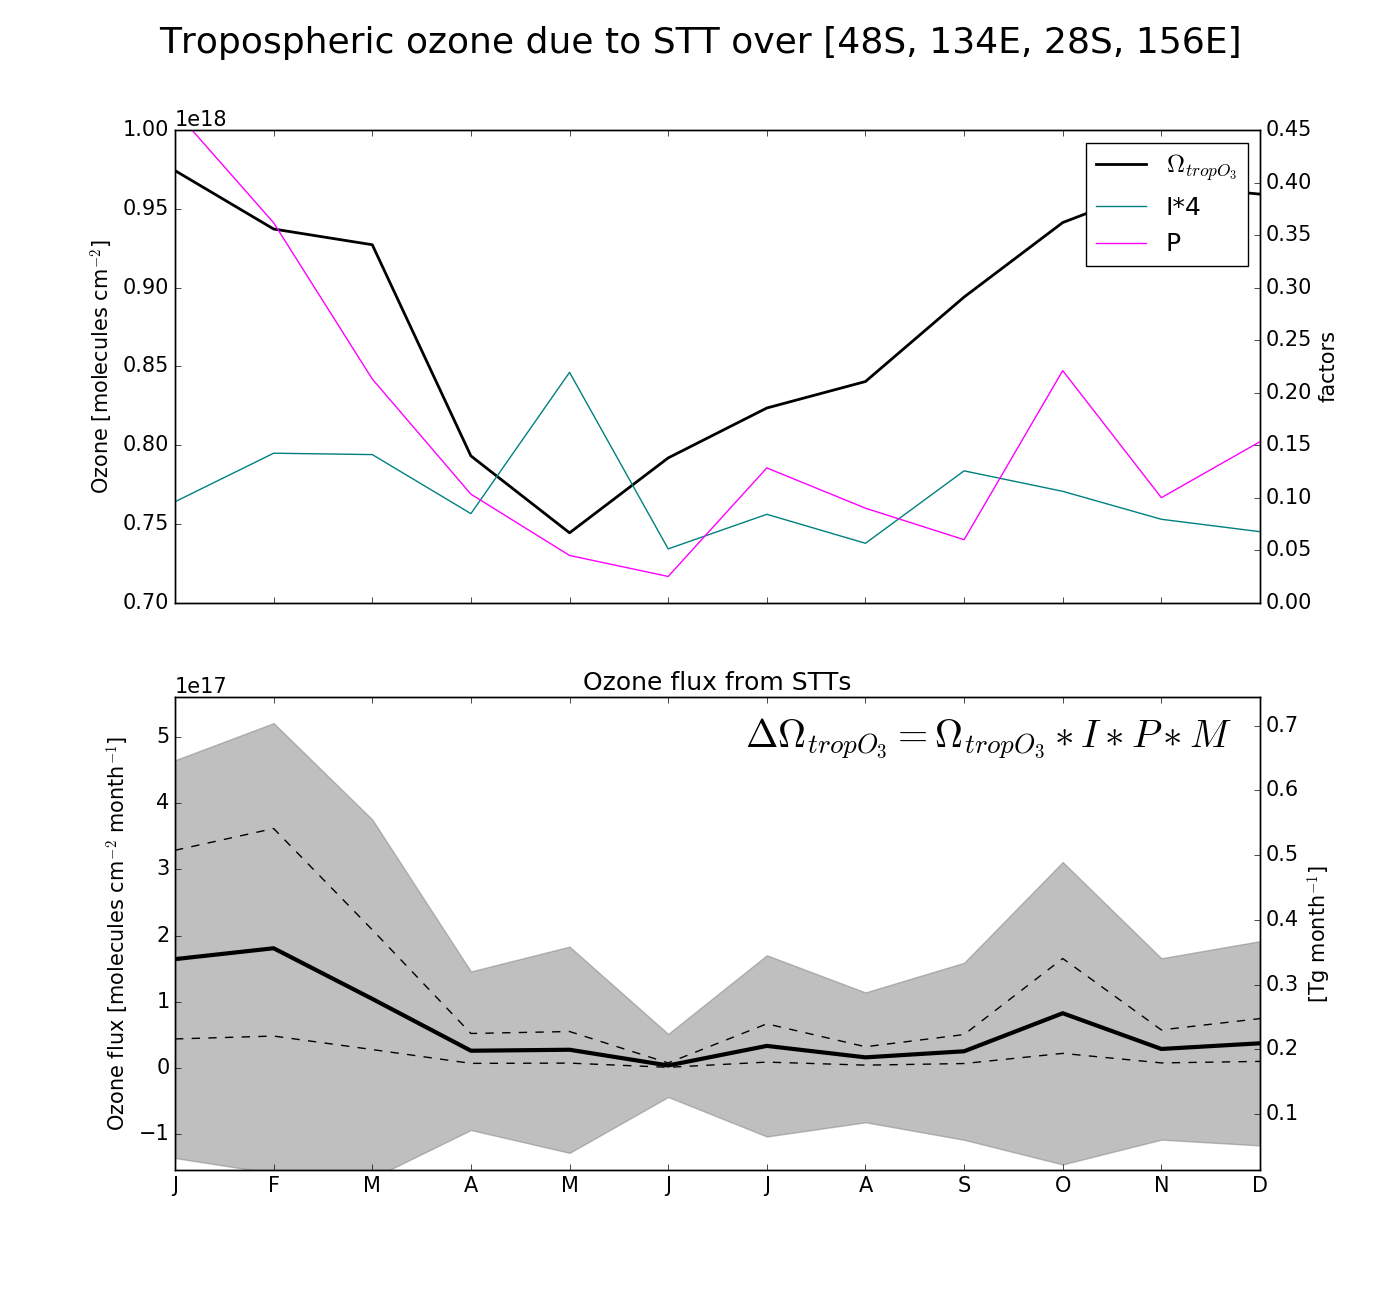 Tropospheric ozone due to STT over [48S, 134E, 28S, 156E]
1e18
1.00
0.95
0.90
0.85
0.80
0.75
0.70
Ozone [molecules cm⁻²]
0.45
0.40
0.35
0.30
0.25
0.20
0.15
0.10
0.05
0.00
factors
Ω_tropO₃
I*4
P
Ozone flux from STTs
1e17
5
4
3
2
1
0
−1
Ozone flux [molecules cm⁻² month⁻¹]
ΔΩ_tropO₃ = Ω_tropO₃ ∗ I ∗ P ∗ M
0.7
0.6
0.5
0.4
0.3
0.2
0.1
[Tg month⁻¹]
J F M A M J J A S O N D